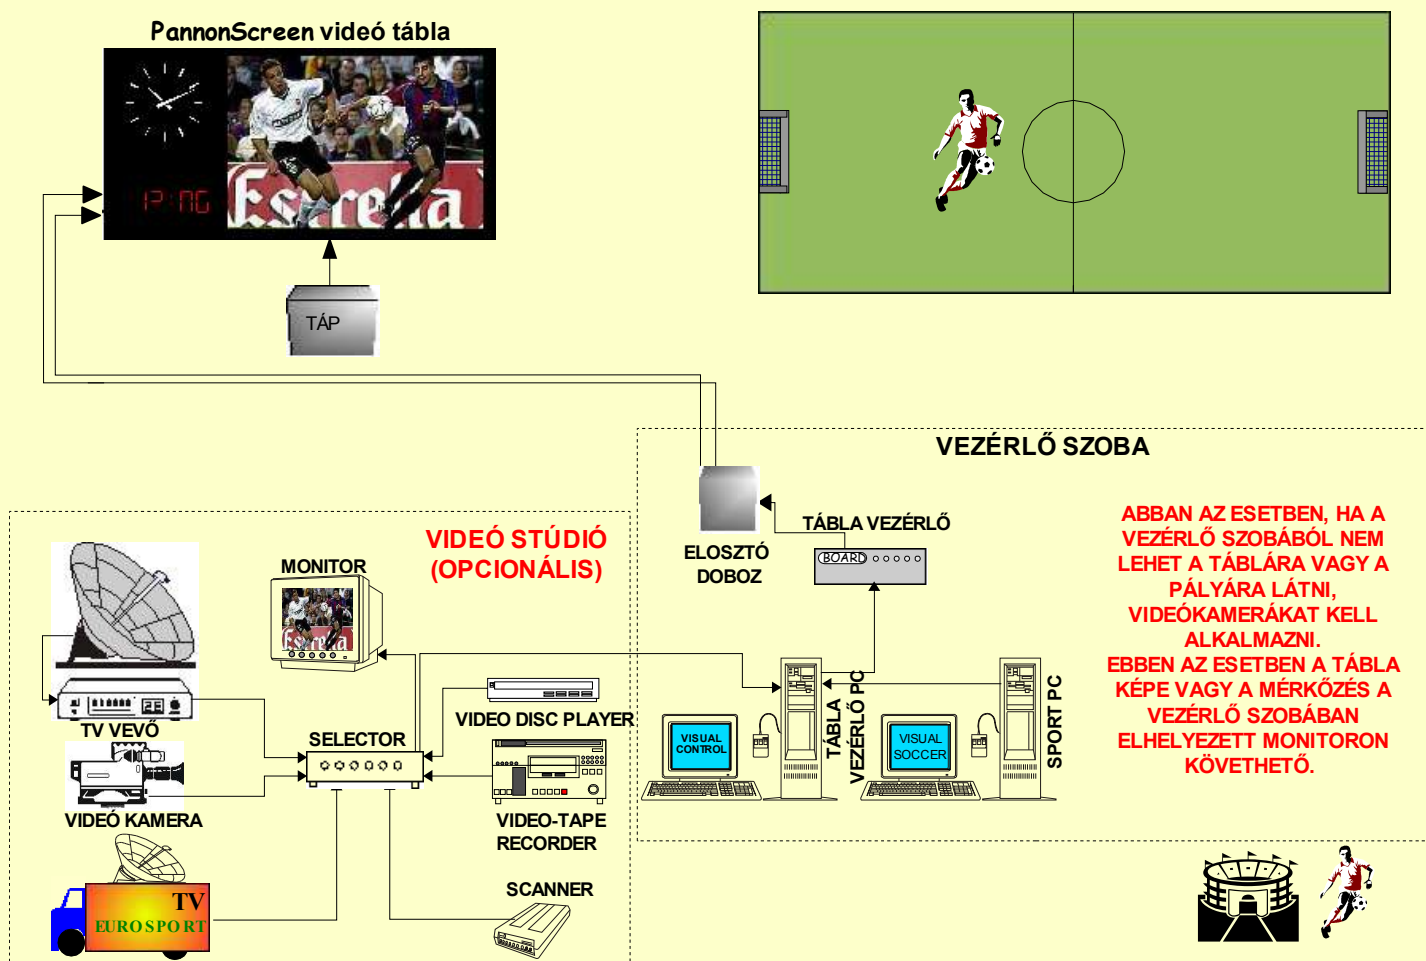 PannonScreen videó tábla
Estrella
TÁP
VEZÉRLŐ SZOBA
ELOSZTÓ
DOBOZ
TÁBLA VEZÉRLŐ
BOARD
ABBAN AZ ESETBEN, HA A
VEZÉRLŐ SZOBÁBÓL NEM
LEHET A TÁBLÁRA VAGY A
PÁLYÁRA LÁTNI,
VIDEÓKAMERÁKAT KELL
ALKALMAZNI.
EBBEN AZ ESETBEN A TÁBLA
KÉPE VAGY A MÉRKŐZÉS A
VEZÉRLŐ SZOBÁBAN
ELHELYEZETT MONITORON
KÖVETHETŐ.
VISUAL
CONTROL
TÁBLA
VEZÉRLŐ PC
VISUAL
SOCCER
SPORT PC
VIDEÓ STÚDIÓ
(OPCIONÁLIS)
MONITOR
Estrella
TV VEVŐ
VIDEÓ KAMERA
SELECTOR
VIDEO DISC PLAYER
VIDEO-TAPE
RECORDER
SCANNER
TV
EUROSPORT